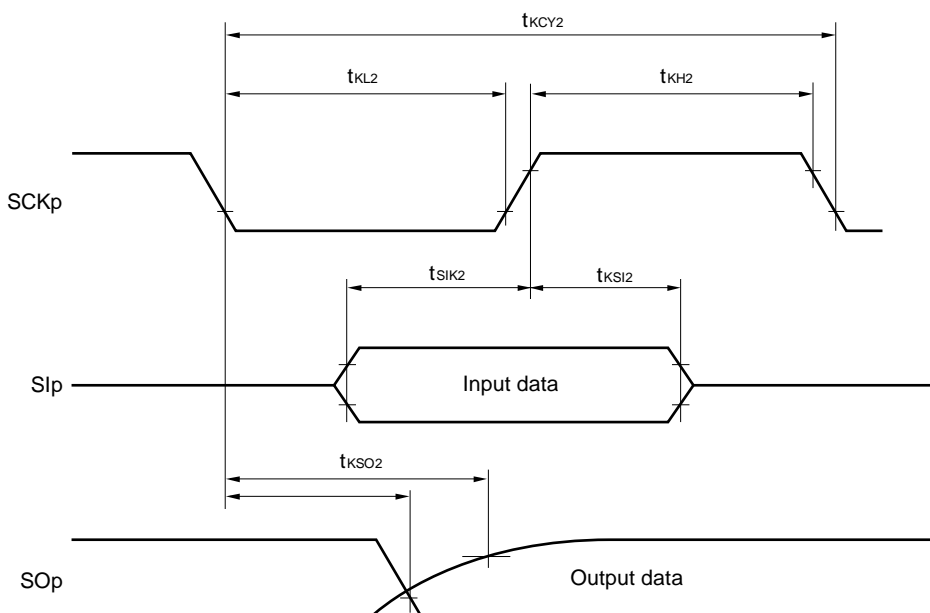 tKCY2
tKL2
tKH2
SCKp
tSIK2
tKSI2
SIp
Input data
tKSO2
SOp
Output data